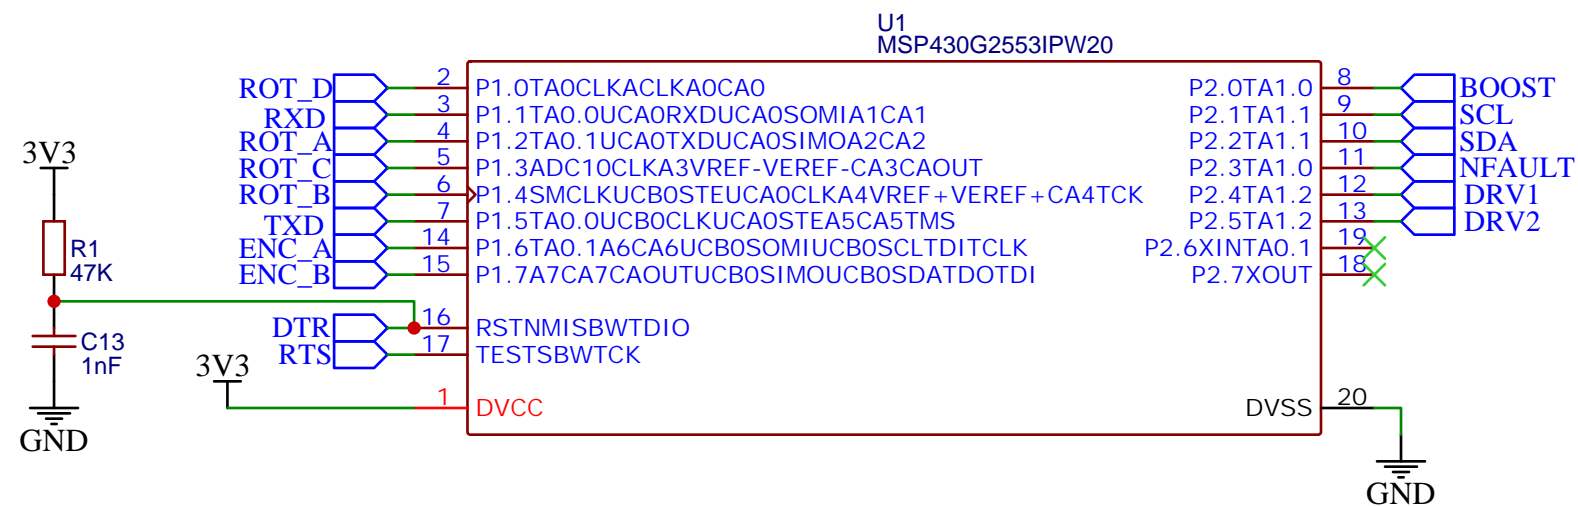 U1
MSP430G2553IPW20
ROT_D 2 P1.0TA0CLKACLKA0CA0 P2.0TA1.0 8 BOOST
RXD 3 P1.1TA0.0UCA0RXDUCA0SOMIA1CA1 P2.1TA1.1 9 SCL
ROT_A 4 P1.2TA0.1UCA0TXDUCA0SIMOA2CA2 P2.2TA1.1 10 SDA
3V3
ROT_C 5 P1.3ADC10CLKA3VREF-VEREF-CA3CAOUT P2.3TA1.0 11 NFAULT
ROT_B 6 P1.4SMCLKUCB0STEUCA0CLKA4VREF+VEREF+CA4TCK P2.4TA1.2 12 DRV1
TXD 7 P1.5TA0.0UCB0CLKUCA0STEA5CA5TMS P2.5TA1.2 13 DRV2
R1
47K
ENC_A 14 P1.6TA0.1A6CA6UCB0SOMIUCB0SCLTDITCLK P2.6XINTA0.1 19
ENC_B 15 P1.7A7CA7CAOUTUCB0SIMOUCB0SDATDOTDI P2.7XOUT 18
DTR 16 RSTNMISBWTDIO
C13
1nF
RTS 17 TESTSBWTCK
3V3
1 DVCC DVSS 20
GND
GND